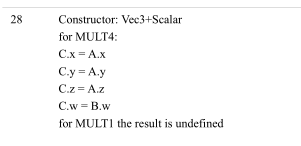 28 Constructor: Vec3+Scalar
for MULT4:
C.x = A.x
C.y = A.y
C.z = A.z
C.w = B.w
for MULT1 the result is undefined